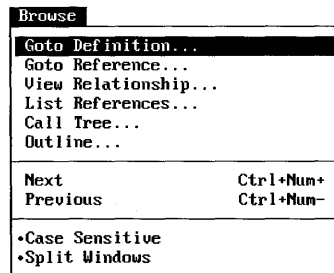 Browse
Goto Definition...
Goto Reference...
View Relationship...
List References...
Call Tree...
Outline...
Next Ctrl+Num+
Previous Ctrl+Num-
•Case Sensitive
•Split Windows